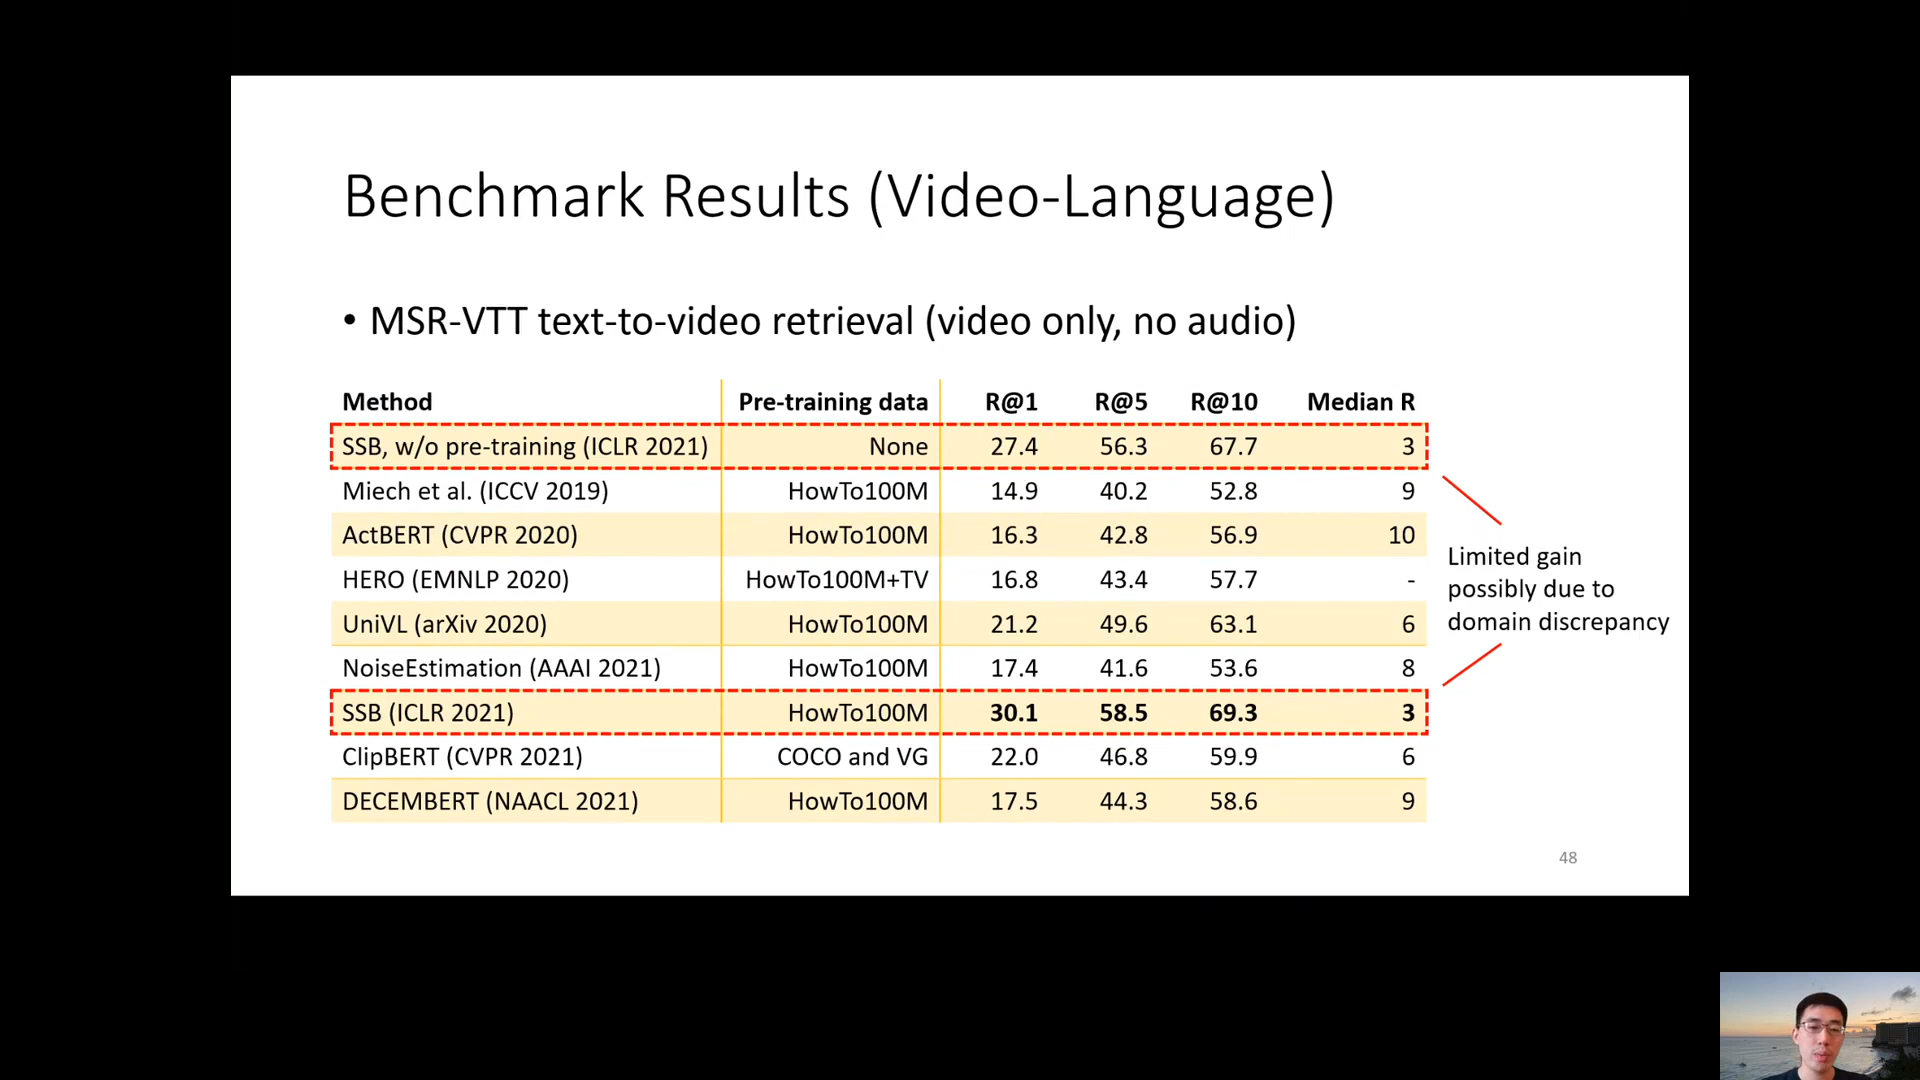 Benchmark Results (Video-Language)
• MSR-VTT text-to-video retrieval (video only, no audio)
Method Pre-training data R@1 R@5 R@10 Median R
SSB, w/o pre-training (ICLR 2021) None 27.4 56.3 67.7 3
Miech et al. (ICCV 2019) HowTo100M 14.9 40.2 52.8 9
ActBERT (CVPR 2020) HowTo100M 16.3 42.8 56.9 10
HERO (EMNLP 2020) HowTo100M+TV 16.8 43.4 57.7 -
UniVL (arXiv 2020) HowTo100M 21.2 49.6 63.1 6
NoiseEstimation (AAAI 2021) HowTo100M 17.4 41.6 53.6 8
SSB (ICLR 2021) HowTo100M 30.1 58.5 69.3 3
ClipBERT (CVPR 2021) COCO and VG 22.0 46.8 59.9 6
DECEMBERT (NAACL 2021) HowTo100M 17.5 44.3 58.6 9
Limited gain
possibly due to
domain discrepancy
48